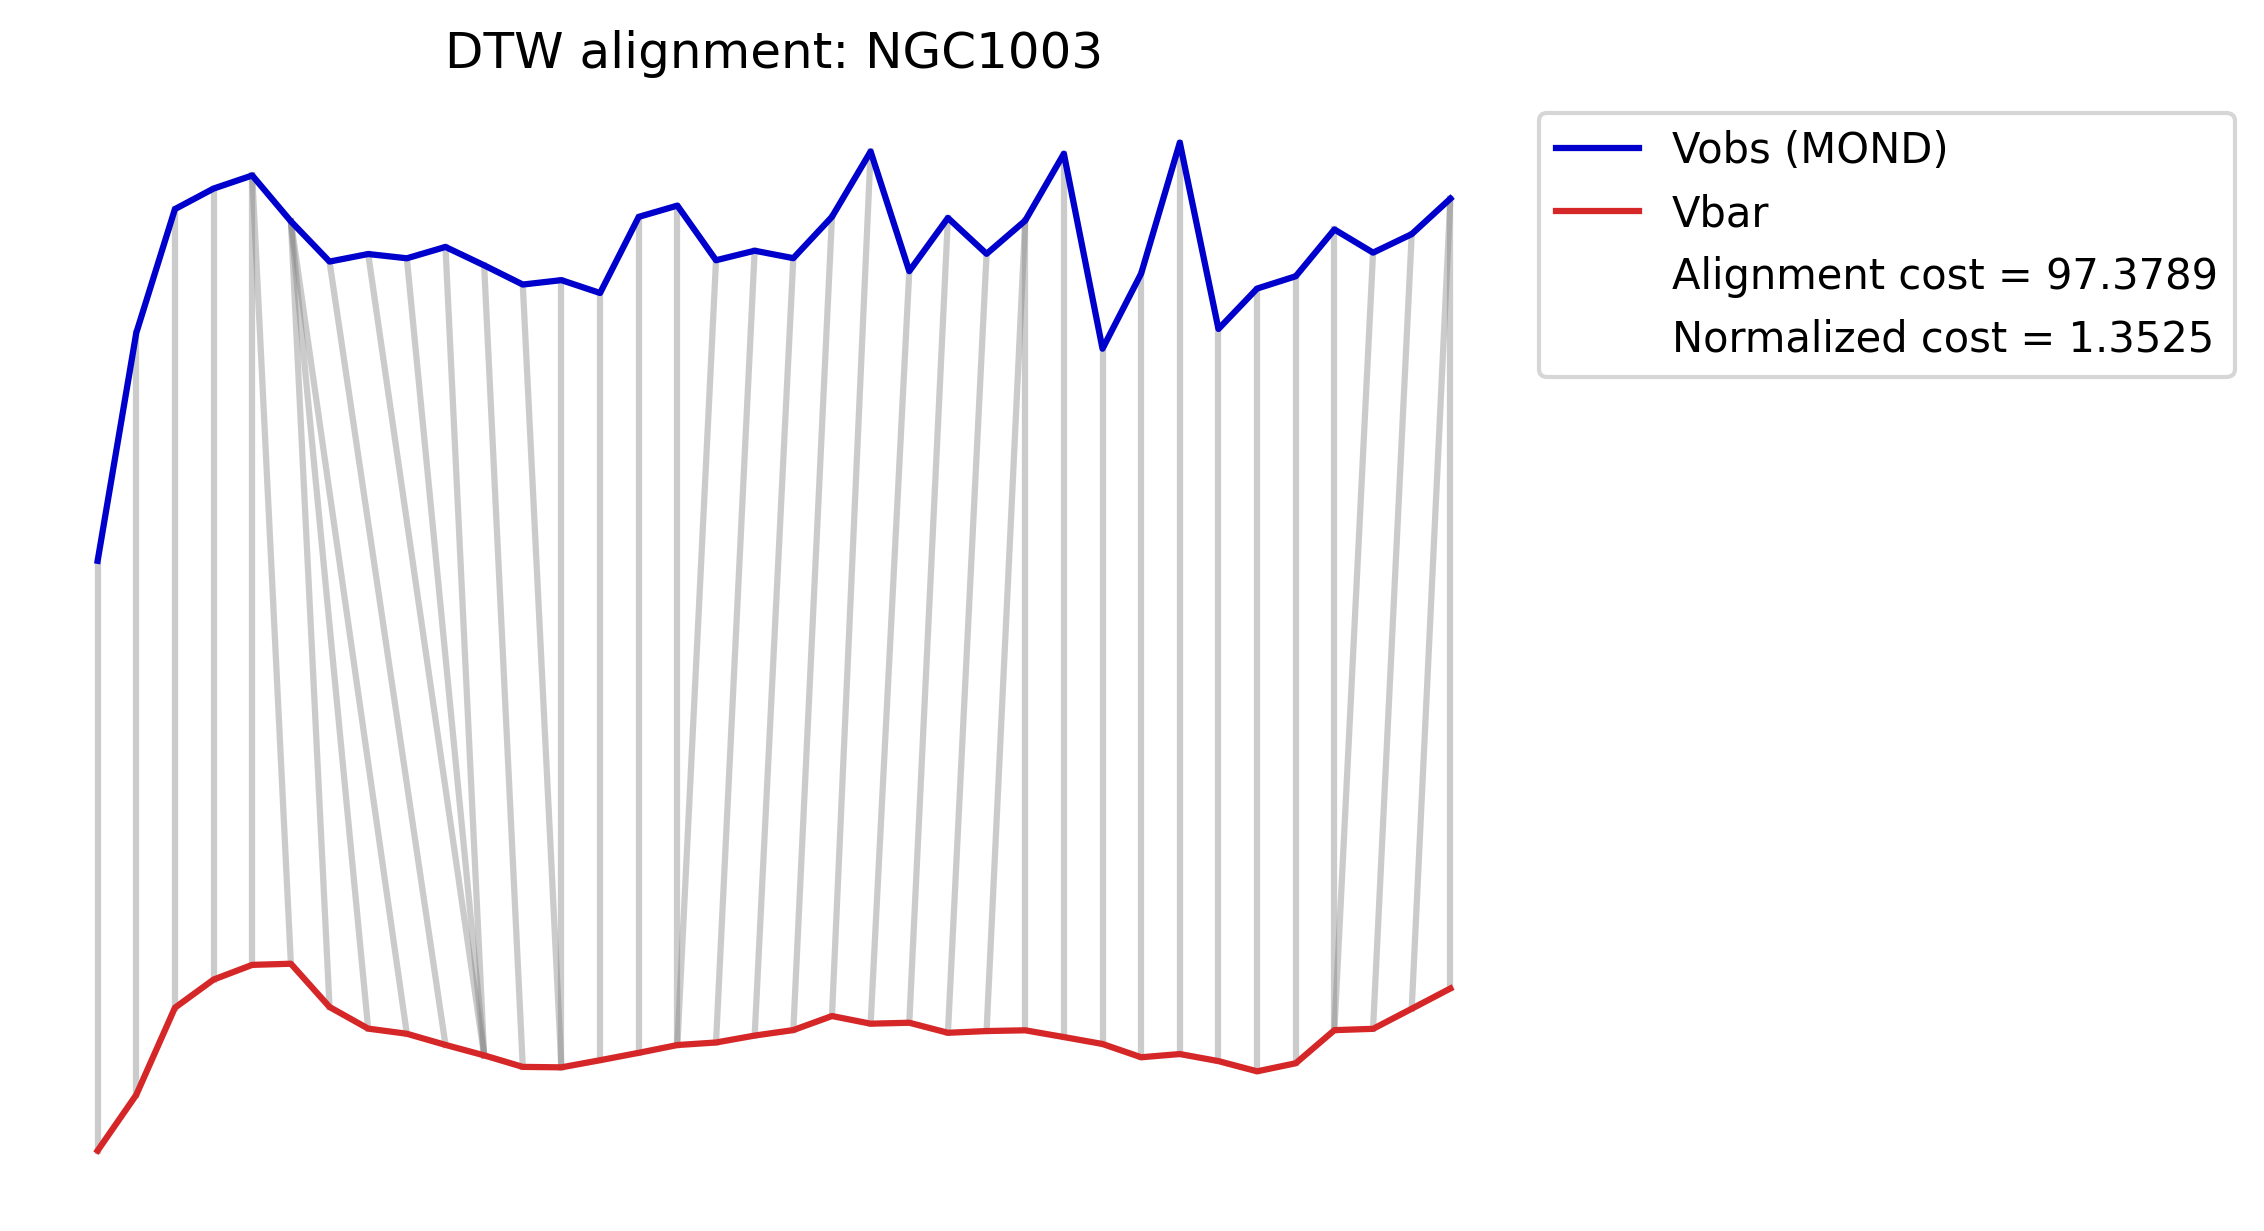 DTW alignment: NGC1003
Vobs (MOND)
Vbar
Alignment cost = 97.3789
Normalized cost = 1.3525